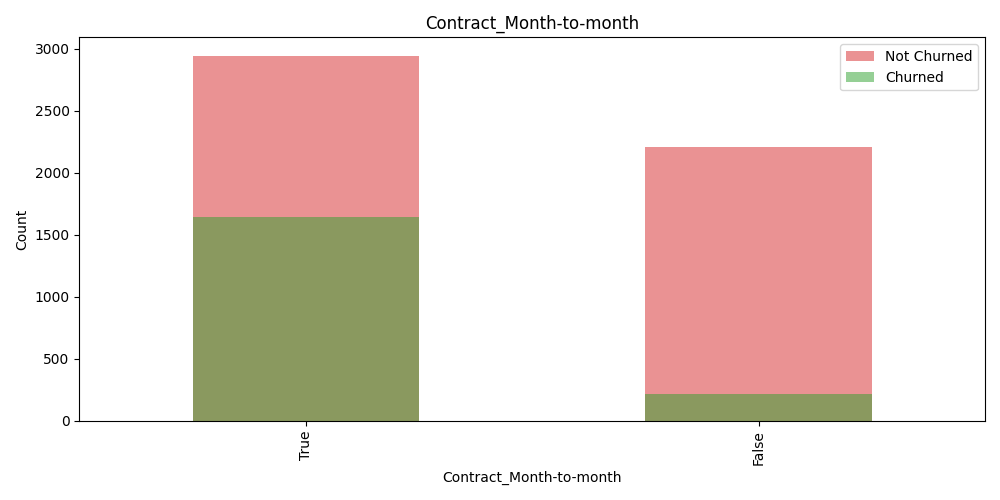 Contract_Month-to-month
Not Churned
Churned
Count
3000
2500
2000
1500
1000
500
0
True
False
Contract_Month-to-month